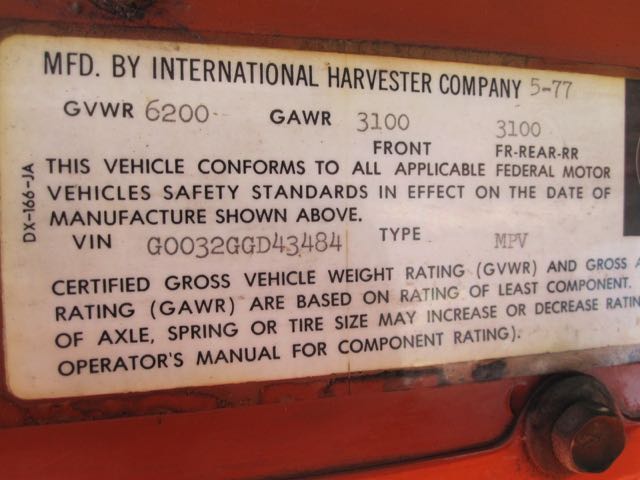 MFD. BY INTERNATIONAL HARVESTER COMPANY 5-77
GVWR 6200 GAWR 3100 3100
FRONT FR-REAR-RR
THIS VEHICLE CONFORMS TO ALL APPLICABLE FEDERAL MOTOR
VEHICLES SAFETY STANDARDS IN EFFECT ON THE DATE OF
MANUFACTURE SHOWN ABOVE.
VIN G0032GGD43484 TYPE MPV
CERTIFIED GROSS VEHICLE WEIGHT RATING (GVWR) AND GROSS A
RATING (GAWR) ARE BASED ON RATING OF LEAST COMPONENT.
OF AXLE, SPRING OR TIRE SIZE MAY INCREASE OR DECREASE RATING
OPERATOR'S MANUAL FOR COMPONENT RATING).
DX-166-JA